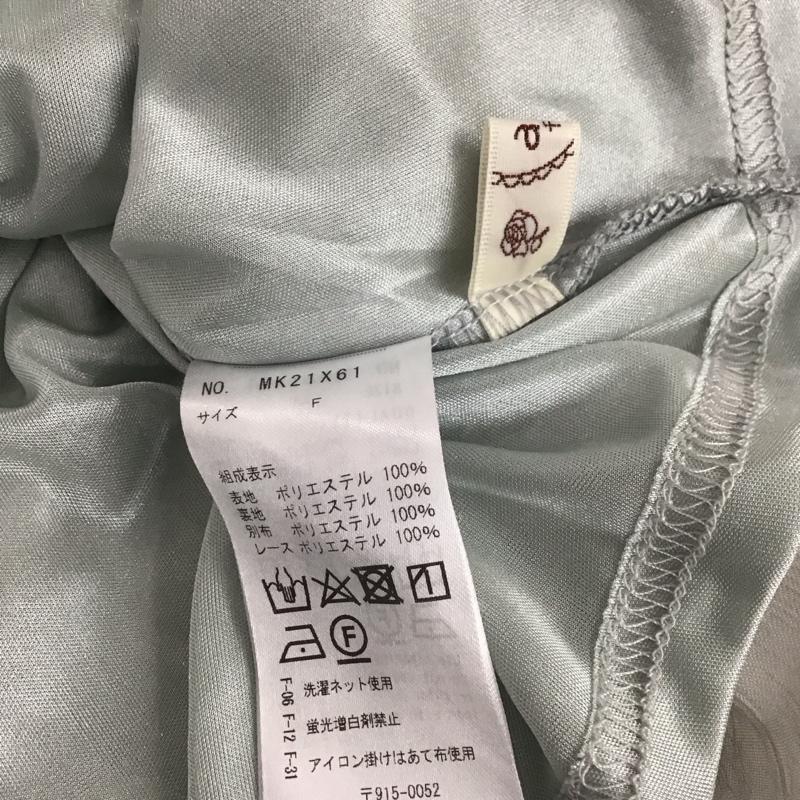 a
f
NO. MK21X61
サイズ F
組成表示
表地 ポリエステル 100%
裏地 ポリエステル 100%
別布 ポリエステル 100%
レース ポリエステル 100%
F
F-06 F-12 F-31
洗濯ネット使用
蛍光増白剤禁止
アイロン掛けはあて布使用
〒915-0052